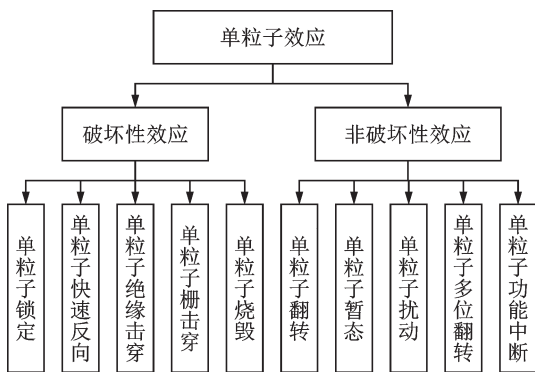 单粒子效应
破坏性效应
非破坏性效应
单粒子锁定
单粒子快速反向
单粒子绝缘击穿
单粒子栅击穿
单粒子烧毁
单粒子翻转
单粒子暂态
单粒子扰动
单粒子多位翻转
单粒子功能中断